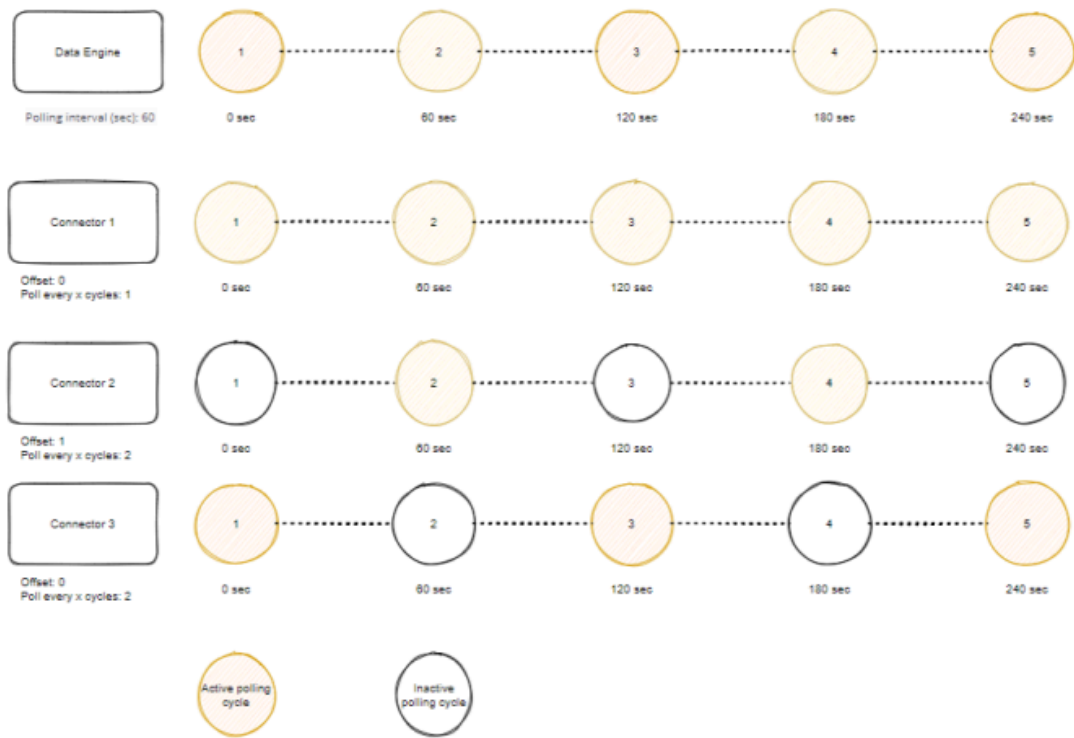 Data Engine
1
2
3
4
5
Polling interval (sec): 60
0 sec
60 sec
120 sec
180 sec
240 sec
Connector 1
1
2
3
4
5
Offset: 0
Poll every x cycles: 1
0 sec
60 sec
120 sec
180 sec
240 sec
Connector 2
1
2
3
4
5
Offset: 1
Poll every x cycles: 2
0 sec
60 sec
120 sec
180 sec
240 sec
Connector 3
1
2
3
4
5
Offset: 0
Poll every x cycles: 2
0 sec
60 sec
120 sec
180 sec
240 sec
Active polling
cycle
Inactive
polling cycle